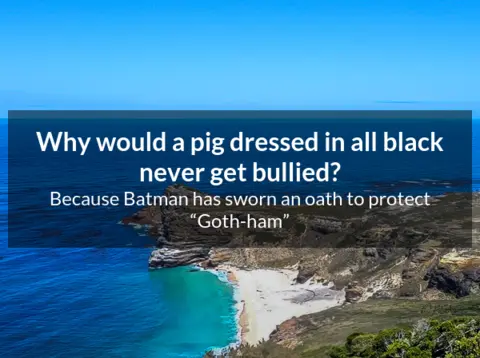 Why would a pig dressed in all black
never get bullied?
Because Batman has sworn an oath to protect
“Goth-ham”